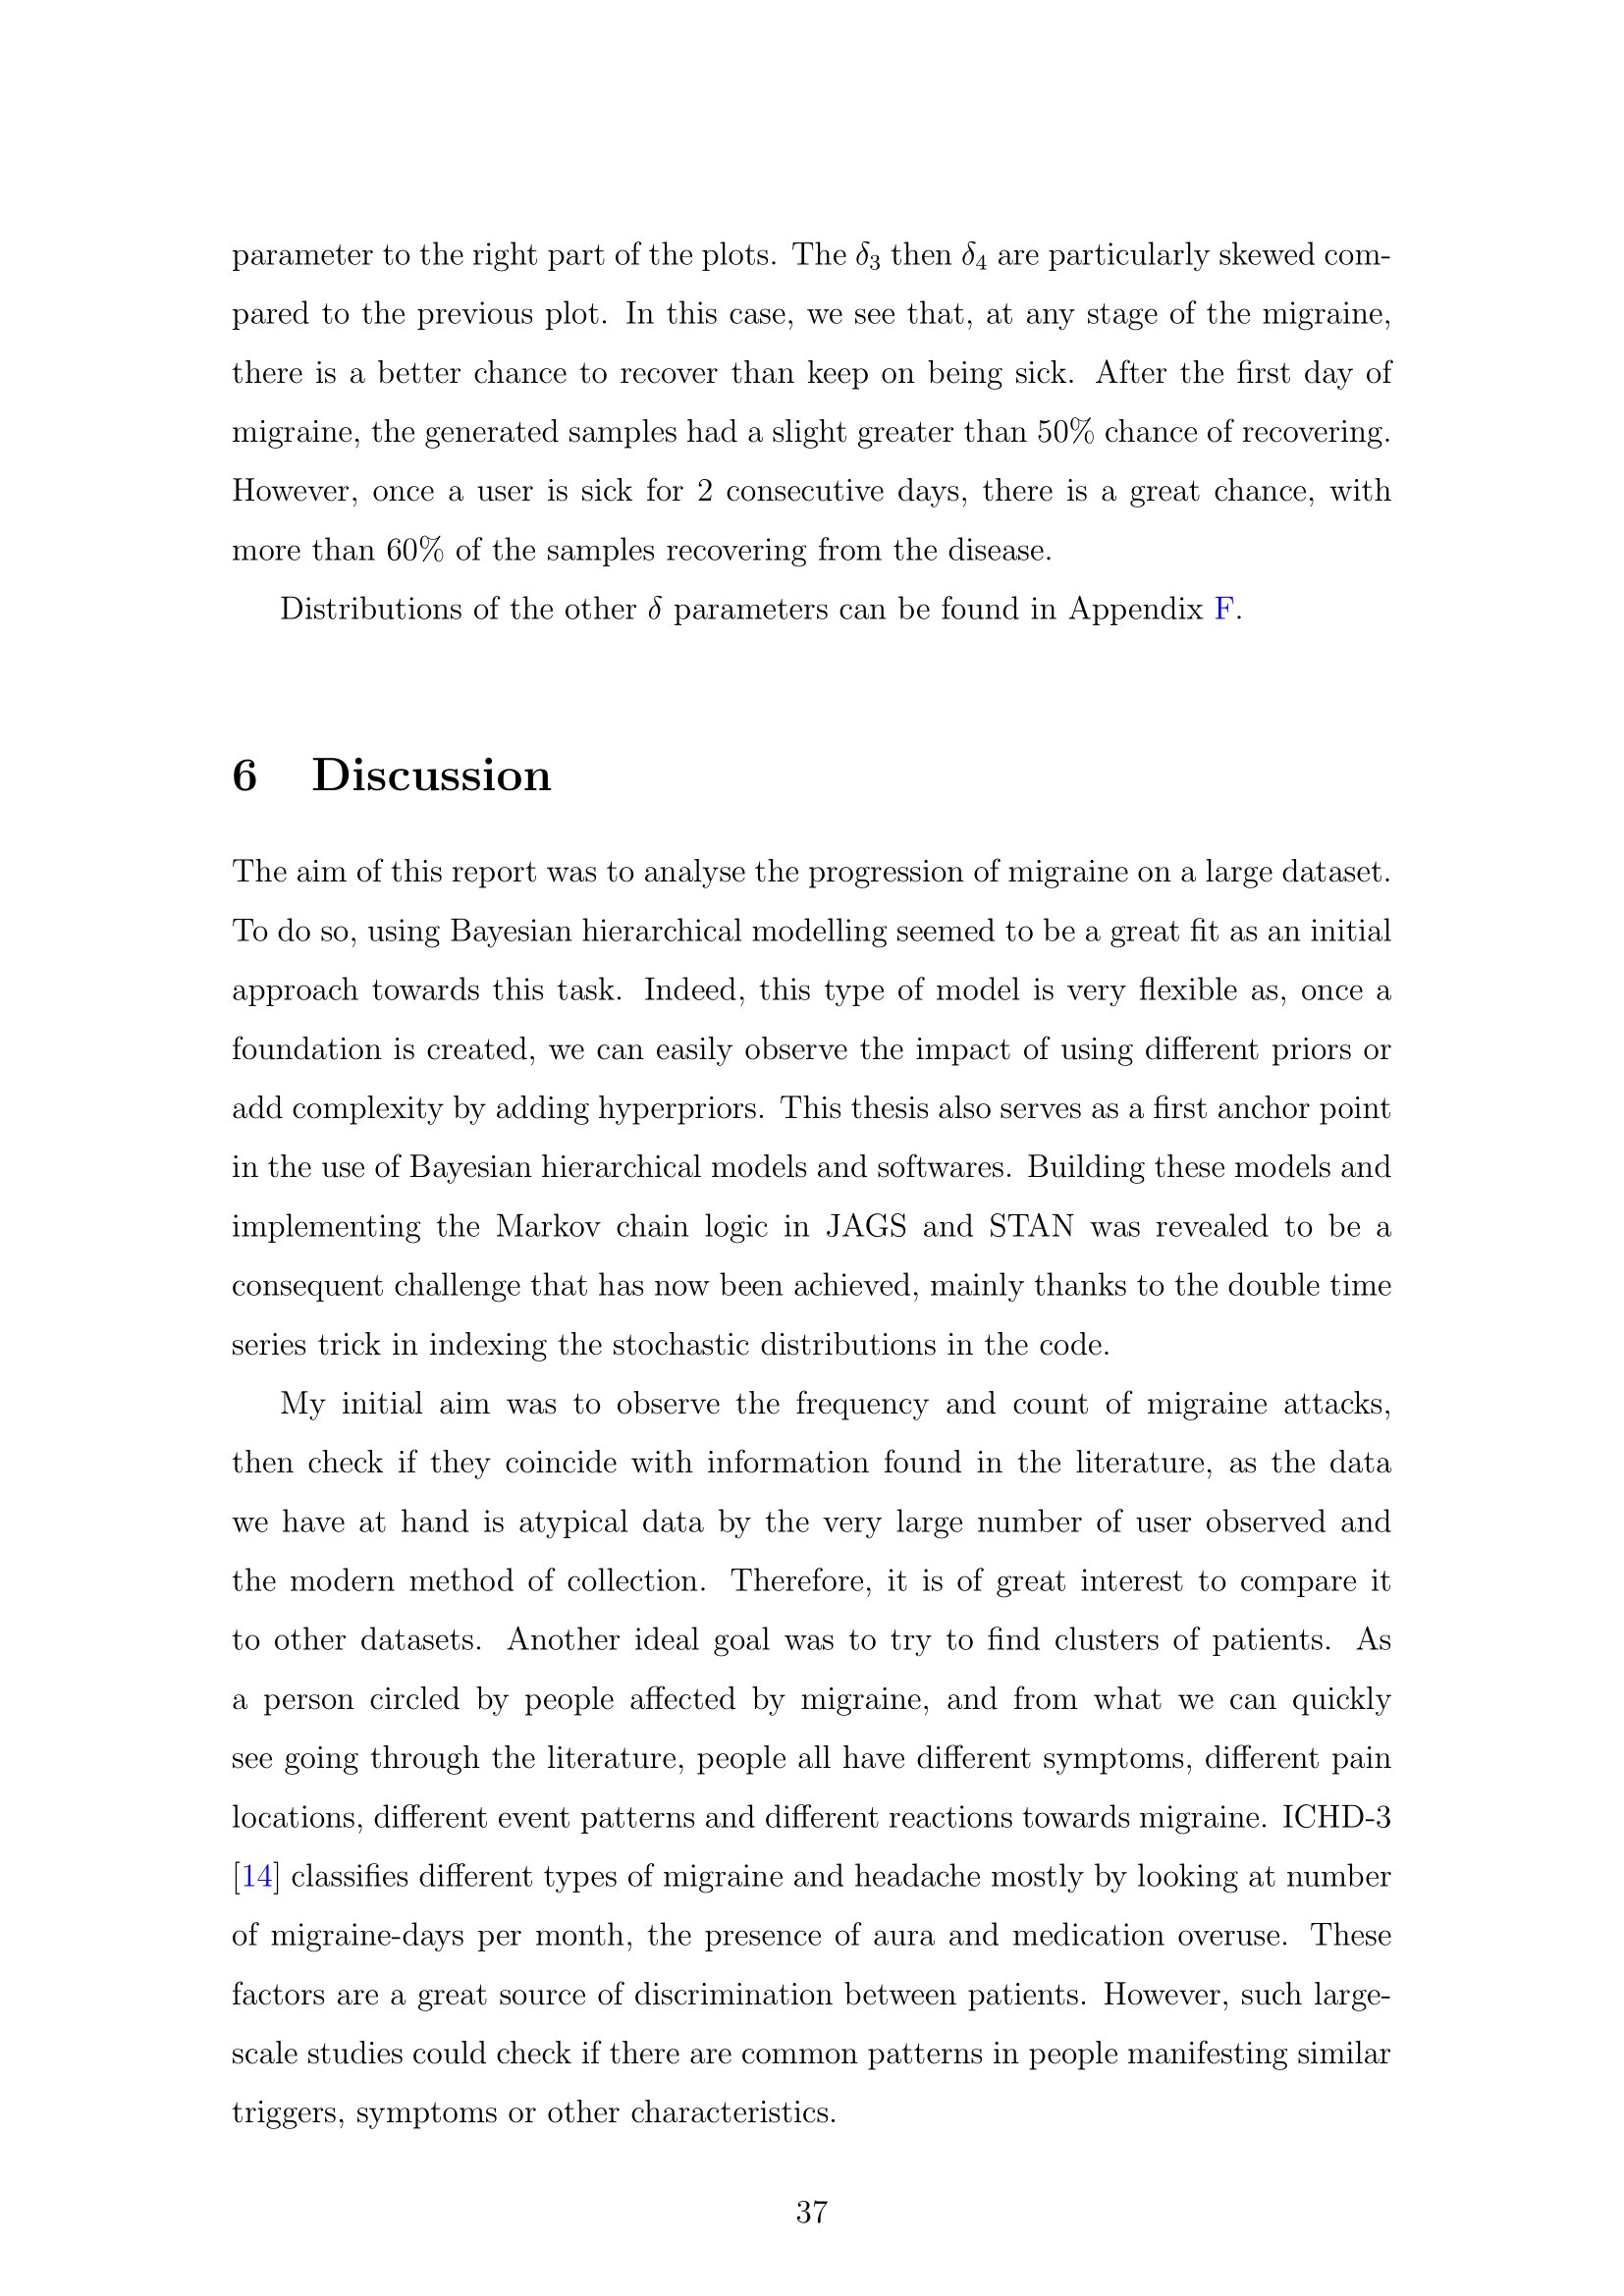 parameter to the right part of the plots. The δ3 then δ4 are particularly skewed com-
pared to the previous plot. In this case, we see that, at any stage of the migraine,
there is a better chance to recover than keep on being sick. After the first day of
migraine, the generated samples had a slight greater than 50% chance of recovering.
However, once a user is sick for 2 consecutive days, there is a great chance, with
more than 60% of the samples recovering from the disease.
Distributions of the other δ parameters can be found in Appendix F.
6 Discussion
The aim of this report was to analyse the progression of migraine on a large dataset.
To do so, using Bayesian hierarchical modelling seemed to be a great fit as an initial
approach towards this task. Indeed, this type of model is very flexible as, once a
foundation is created, we can easily observe the impact of using different priors or
add complexity by adding hyperpriors. This thesis also serves as a first anchor point
in the use of Bayesian hierarchical models and softwares. Building these models and
implementing the Markov chain logic in JAGS and STAN was revealed to be a
consequent challenge that has now been achieved, mainly thanks to the double time
series trick in indexing the stochastic distributions in the code.
My initial aim was to observe the frequency and count of migraine attacks,
then check if they coincide with information found in the literature, as the data
we have at hand is atypical data by the very large number of user observed and
the modern method of collection. Therefore, it is of great interest to compare it
to other datasets. Another ideal goal was to try to find clusters of patients. As
a person circled by people affected by migraine, and from what we can quickly
see going through the literature, people all have different symptoms, different pain
locations, different event patterns and different reactions towards migraine. ICHD-3
[14] classifies different types of migraine and headache mostly by looking at number
of migraine-days per month, the presence of aura and medication overuse. These
factors are a great source of discrimination between patients. However, such large-
scale studies could check if there are common patterns in people manifesting similar
triggers, symptoms or other characteristics.
37